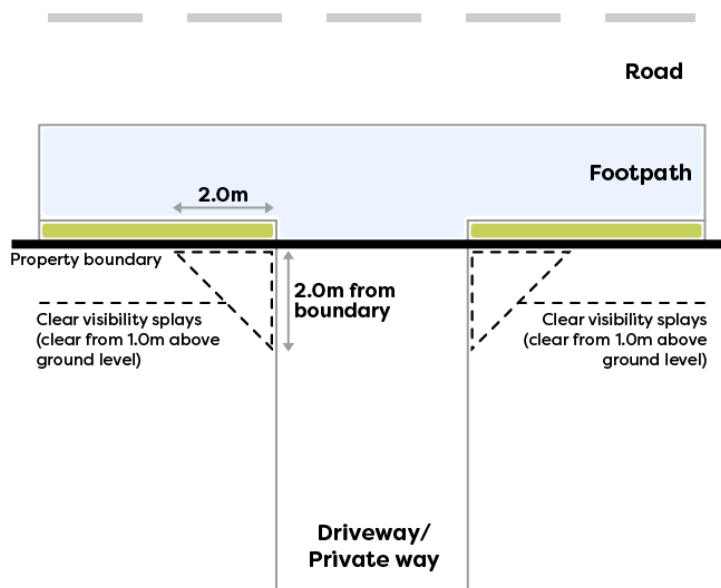 Road
Footpath
2.0m
Property boundary
2.0m from
boundary
Clear visibility splays
(clear from 1.0m above
ground level)
Clear visibility splays
(clear from 1.0m above
ground level)
Driveway/
Private way